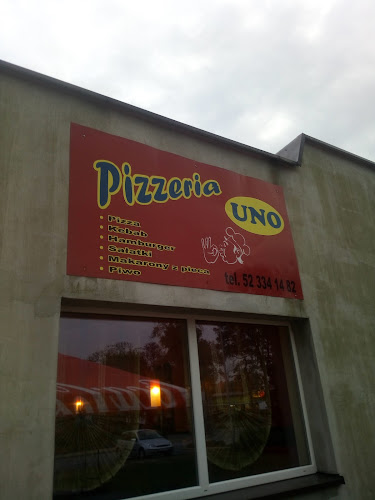 Pizzeria
UNO
• Pizza
• Kebab
• Hamburger
• Sałatki
• Makarony z pieca
• Piwo
tel. 52 334 14 82